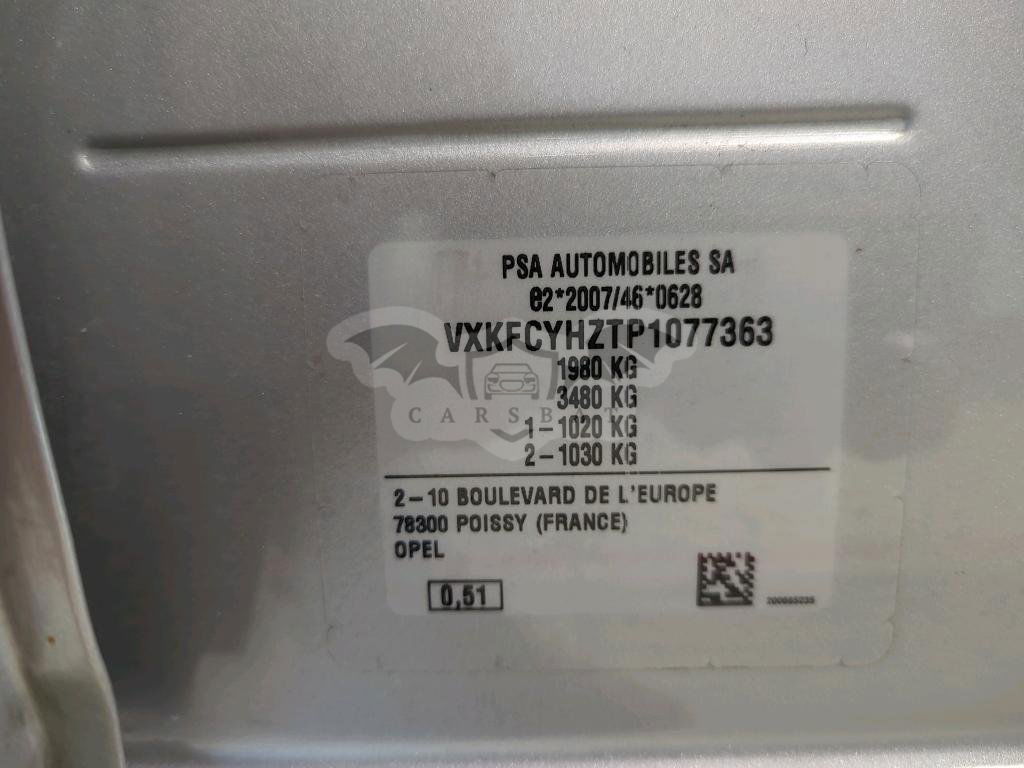 PSA AUTOMOBILES SA
e2*2007/46*0628
VXKFCYHZTP1077363
1980 KG
3480 KG
1-1020 KG
2-1030 KG
2-10 BOULEVARD DE L'EUROPE
78300 POISSY (FRANCE)
OPEL
0,51